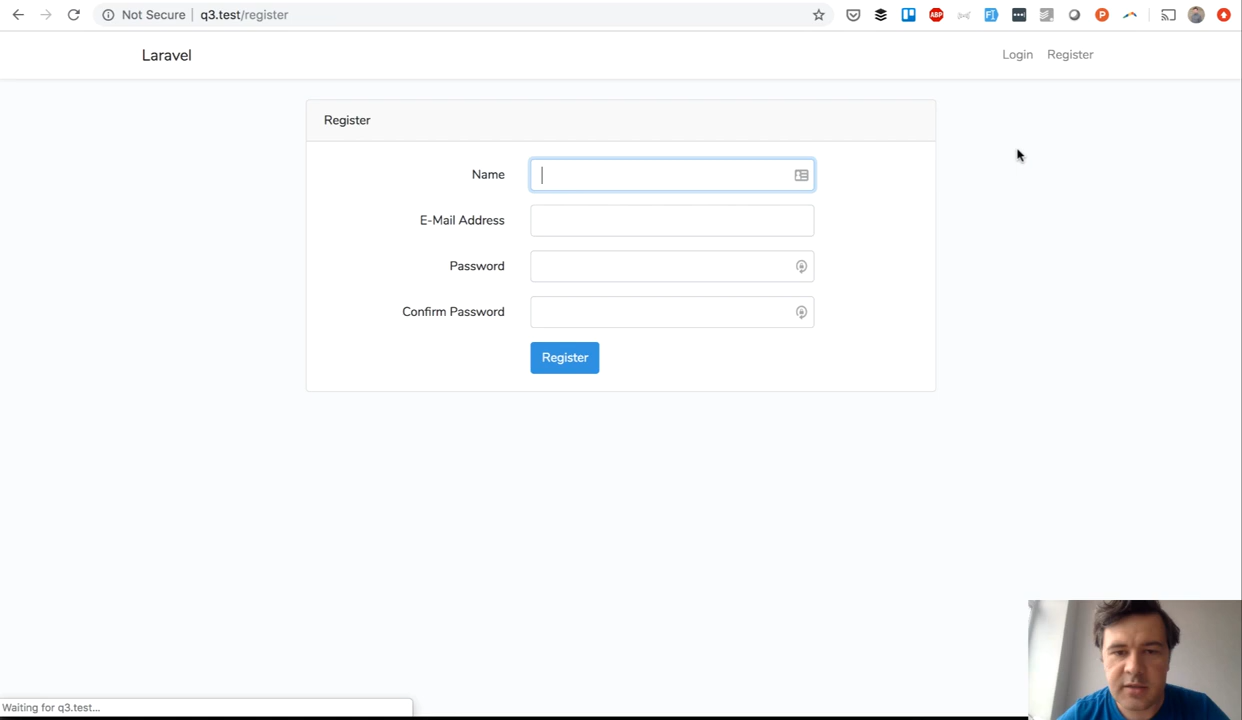 Not Secure q3.test/register
ABP
P
Laravel
Login Register
Register
Name
E-Mail Address
Password
Confirm Password
Register
Waiting for q3.test...